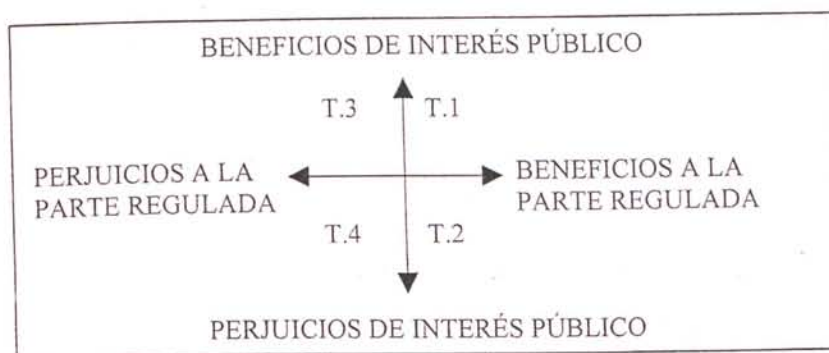 BENEFICIOS DE INTERÉS PÚBLICO
T.3 T.1
PERJUICIOS A LA
PARTE REGULADA
BENEFICIOS A LA
PARTE REGULADA
T.4 T.2
PERJUICIOS DE INTERÉS PÚBLICO